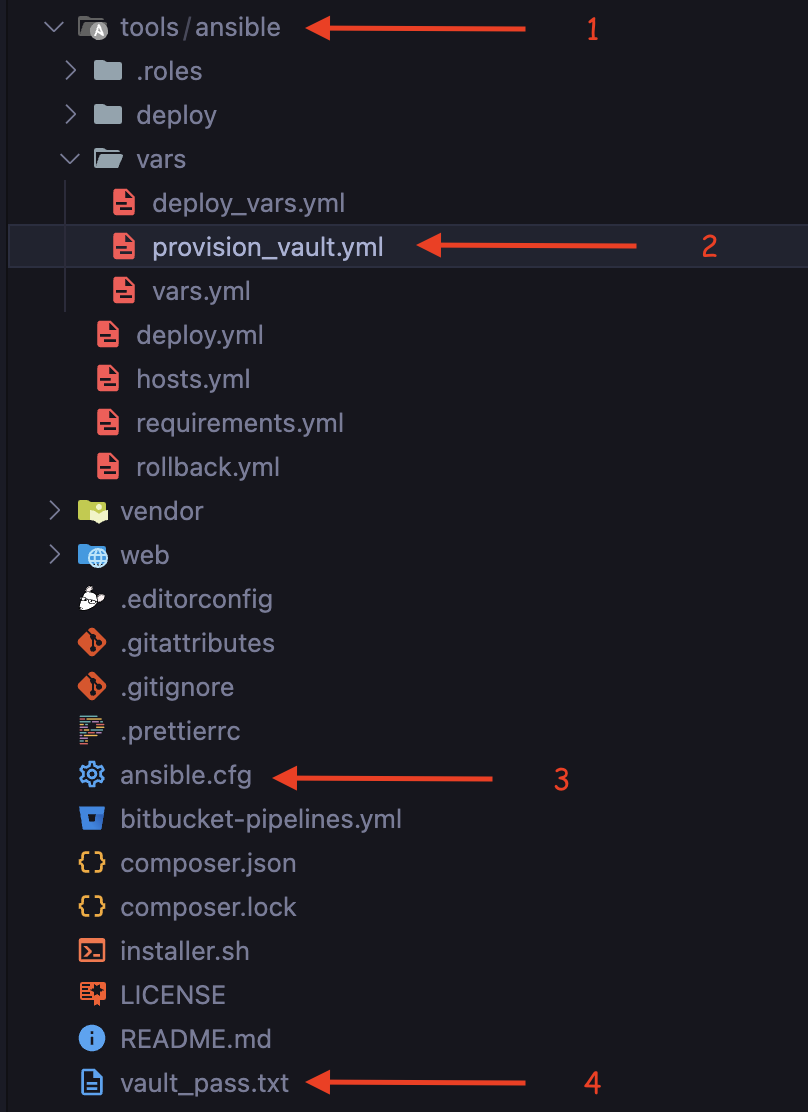 tools/ansible 1
.roles
deploy
vars
deploy_vars.yml
provision_vault.yml 2
vars.yml
deploy.yml
hosts.yml
requirements.yml
rollback.yml
vendor
web
.editorconfig
.gitattributes
.gitignore
.prettierrc
ansible.cfg 3
bitbucket-pipelines.yml
composer.json
composer.lock
installer.sh
LICENSE
README.md
vault_pass.txt 4